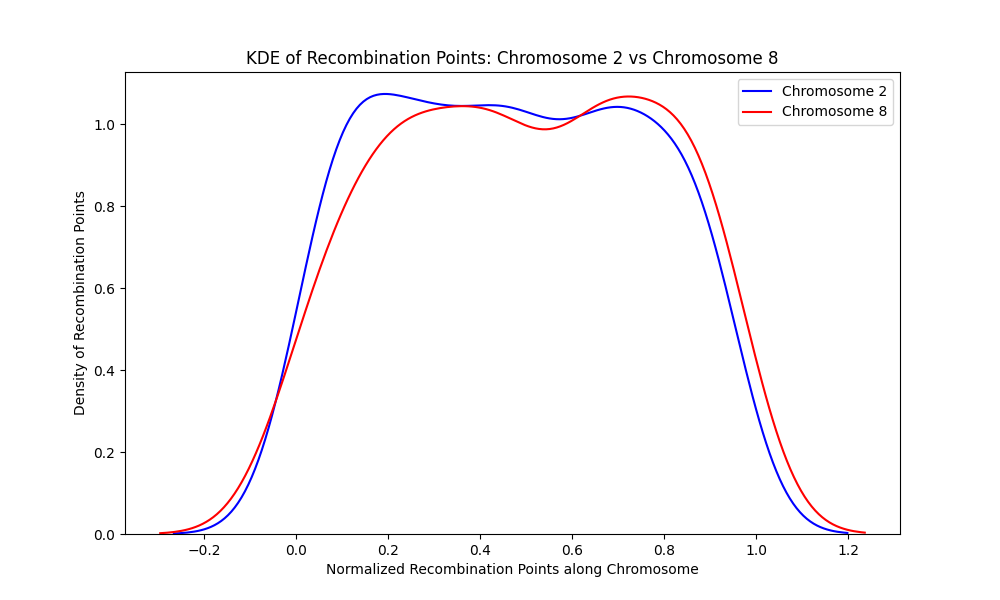 KDE of Recombination Points: Chromosome 2 vs Chromosome 8
Chromosome 2
Chromosome 8
Density of Recombination Points
1.0
0.8
0.6
0.4
0.2
0.0
−0.2 0.0 0.2 0.4 0.6 0.8 1.0 1.2
Normalized Recombination Points along Chromosome